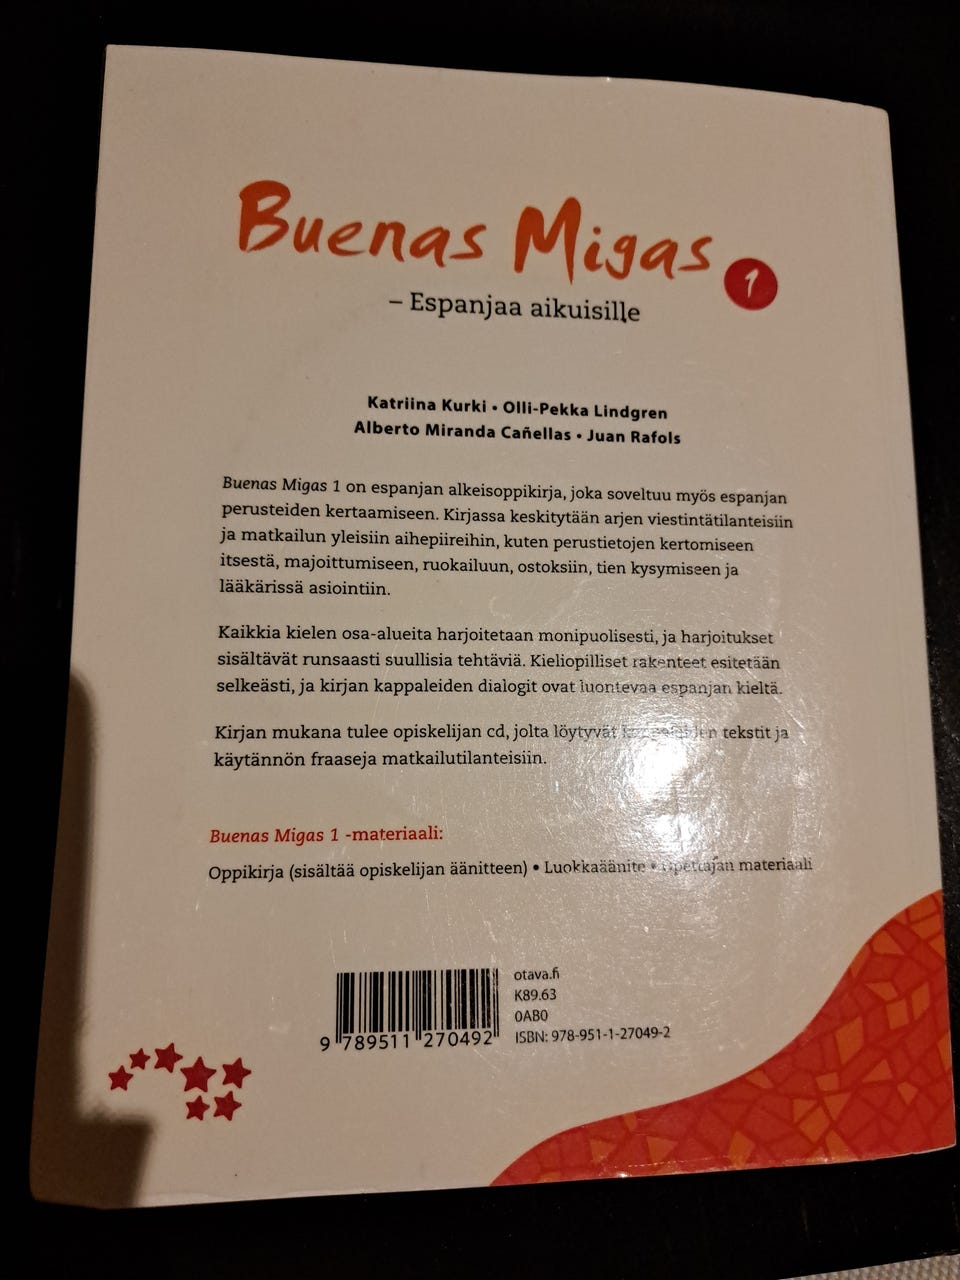 Buenas Migas 1
– Espanjaa aikuisille
Katriina Kurki • Olli-Pekka Lindgren
Alberto Miranda Cañellas • Juan Rafols
Buenas Migas 1 on espanjan alkeisoppikirja, joka soveltuu myös espanjan
perusteiden kertaamiseen. Kirjassa keskitytään arjen viestintätilanteisiin
ja matkailun yleisiin aihepiireihin, kuten perustietojen kertomiseen
itsestä, majoittumiseen, ruokailuun, ostoksiin, tien kysymiseen ja
lääkärissä asiointiin.
Kaikkia kielen osa-alueita harjoitetaan monipuolisesti, ja harjoitukset
sisältävät runsaasti suullisia tehtäviä. Kieliopilliset rakenteet esitetään
selkeästi, ja kirjan kappaleiden dialogit ovat luontevaa espanjan kieltä.
Kirjan mukana tulee opiskelijan cd, jolta löytyvät tekstit ja
käytännön fraaseja matkailutilanteisiin.
Buenas Migas 1 -materiaali:
Oppikirja (sisältää opiskelijan äänitteen) • Luokkaäänite • Opettajan materiaali
otava.fi
K89.63
0AB0
ISBN: 978-951-1-27049-2
9 789511 270492